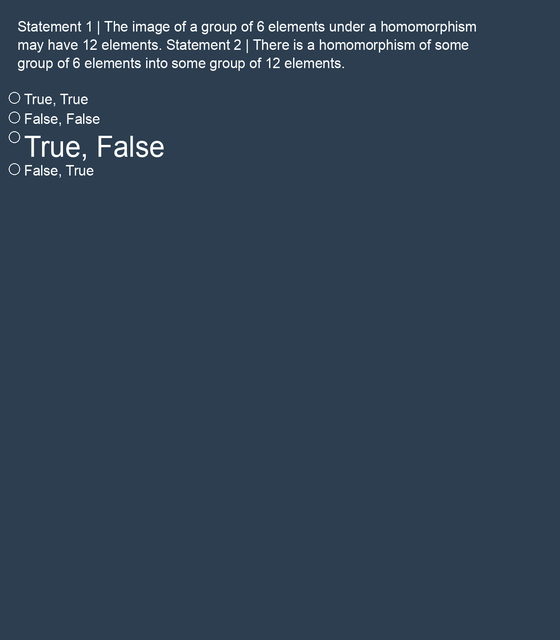 Statement 1 | The image of a group of 6 elements under a homomorphism
may have 12 elements. Statement 2 | There is a homomorphism of some
group of 6 elements into some group of 12 elements.
True, True
False, False
True, False
False, True